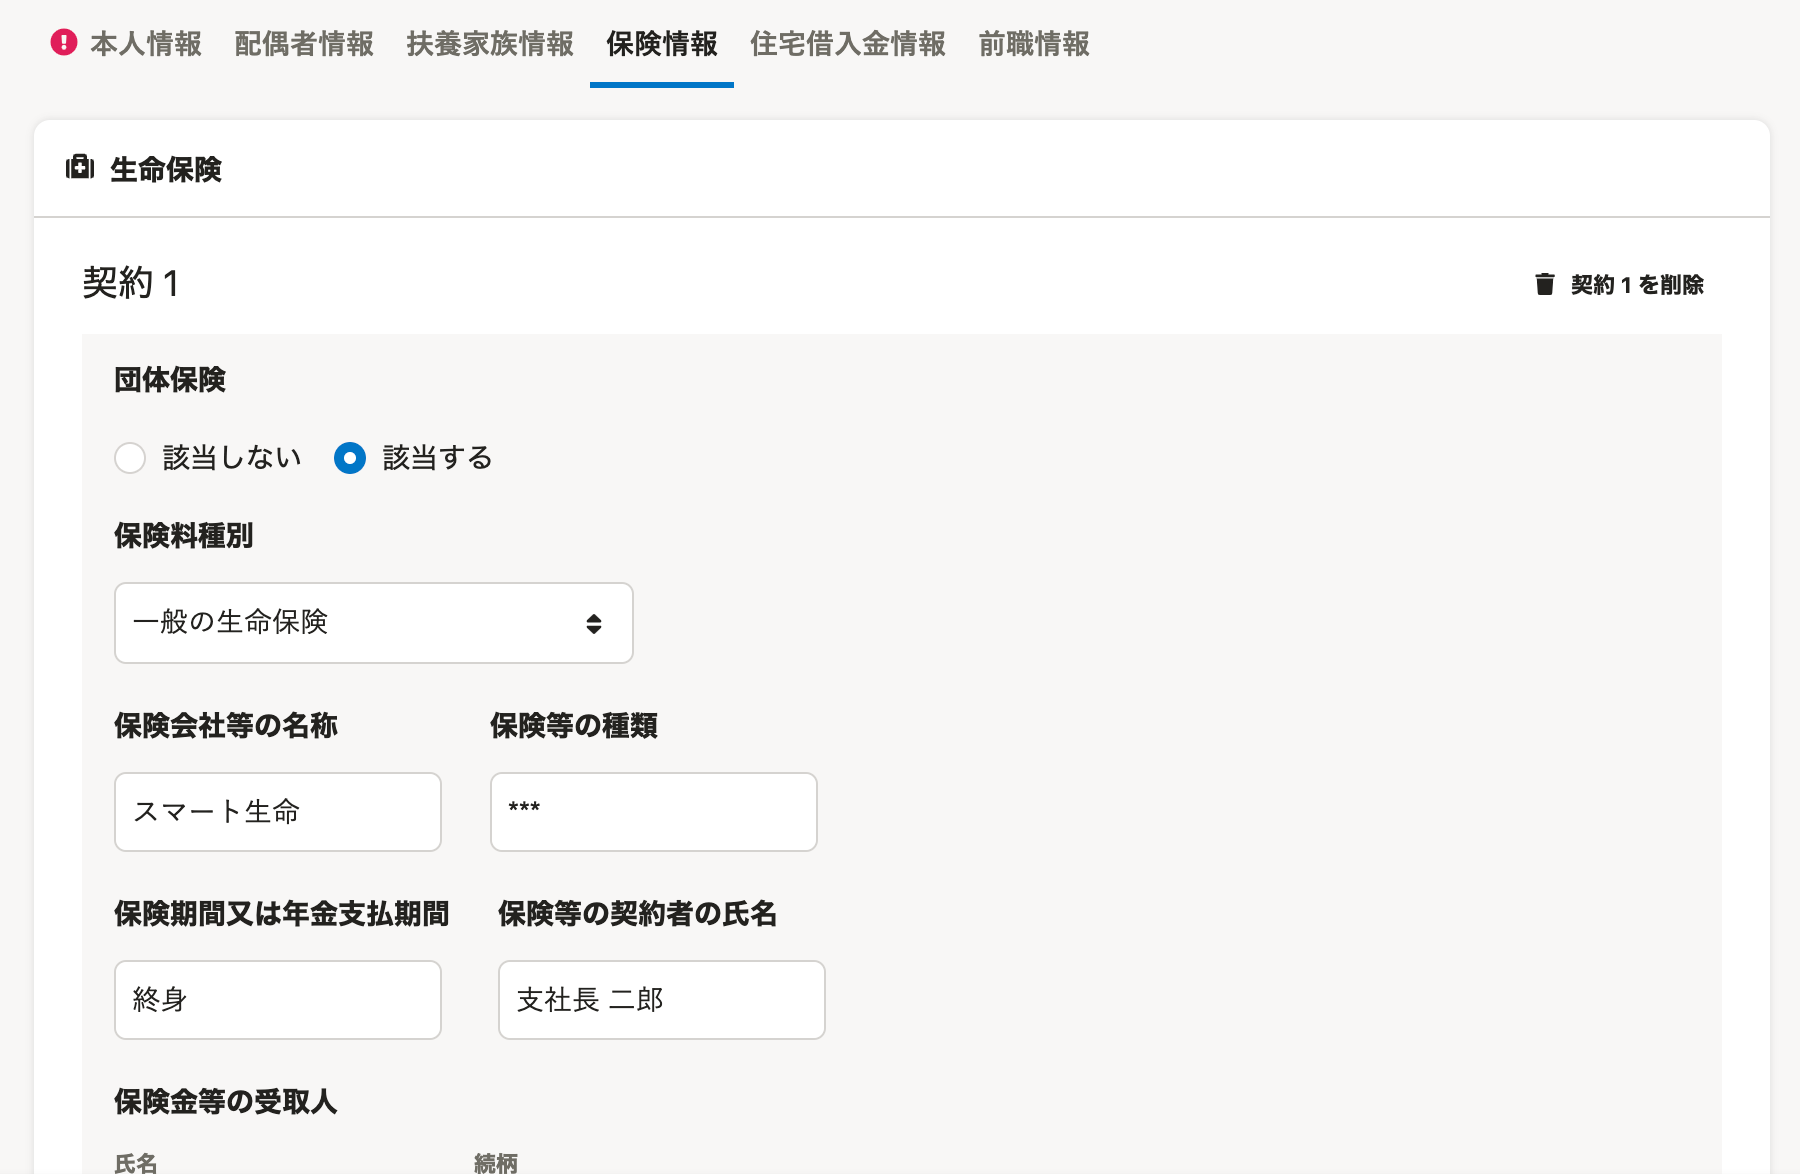 本人情報 配偶者情報 扶養家族情報 保険情報 住宅借入金情報 前職情報
生命保険
契約 1 契約 1 を削除
団体保険
該当しない 該当する
保険料種別
一般の生命保険
保険会社等の名称 保険等の種類
スマート生命 ***
保険期間又は年金支払期間 保険等の契約者の氏名
終身 支社長 二郎
保険金等の受取人
氏名 続柄